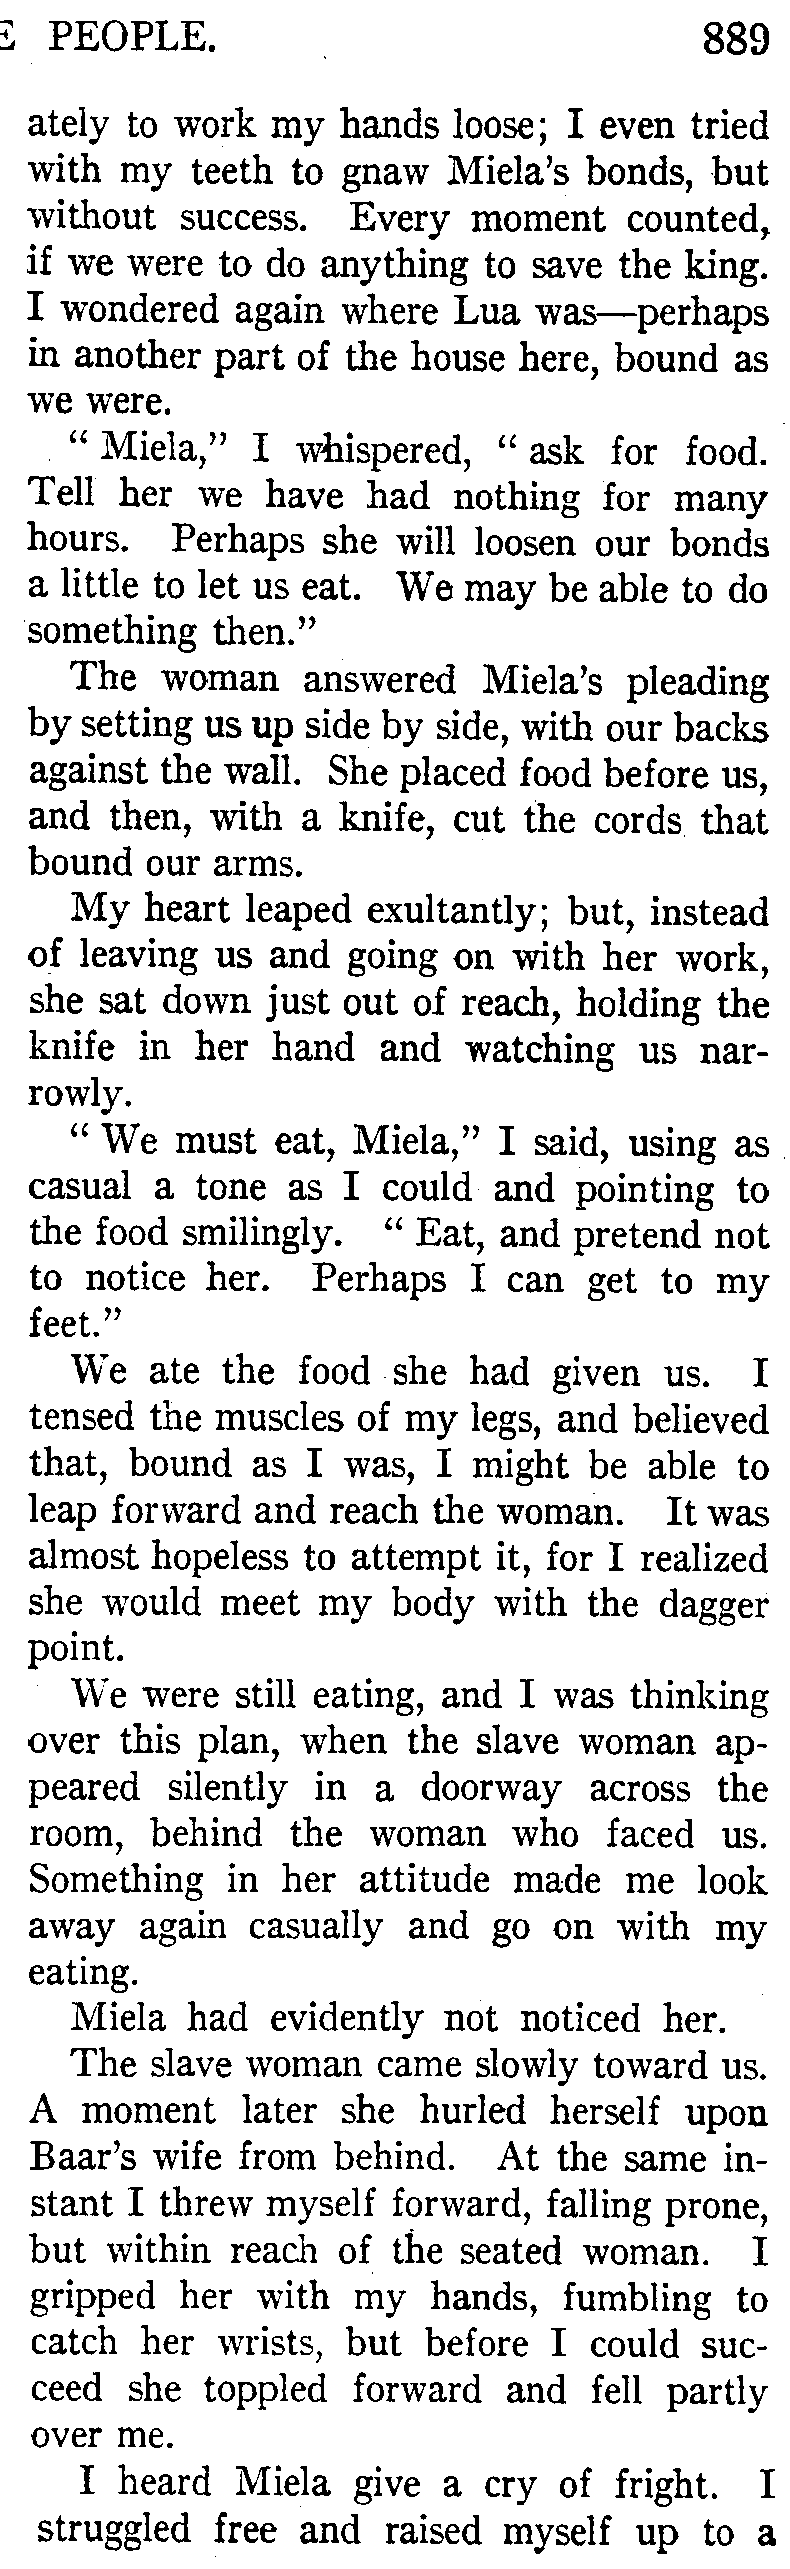 E PEOPLE. 889
ately to work my hands loose; I even tried
with my teeth to gnaw Miela's bonds, but
without success. Every moment counted,
if we were to do anything to save the king.
I wondered again where Lua was—perhaps
in another part of the house here, bound as
we were.
" Miela," I whispered, " ask for food.
Tell her we have had nothing for many
hours. Perhaps she will loosen our bonds
a little to let us eat. We may be able to do
something then."
The woman answered Miela's pleading
by setting us up side by side, with our backs
against the wall. She placed food before us,
and then, with a knife, cut the cords that
bound our arms.
My heart leaped exultantly; but, instead
of leaving us and going on with her work,
she sat down just out of reach, holding the
knife in her hand and watching us nar-
rowly.
" We must eat, Miela," I said, using as
casual a tone as I could and pointing to
the food smilingly. " Eat, and pretend not
to notice her. Perhaps I can get to my
feet."
We ate the food she had given us. I
tensed the muscles of my legs, and believed
that, bound as I was, I might be able to
leap forward and reach the woman. It was
almost hopeless to attempt it, for I realized
she would meet my body with the dagger
point.
We were still eating, and I was thinking
over this plan, when the slave woman ap-
peared silently in a doorway across the
room, behind the woman who faced us.
Something in her attitude made me look
away again casually and go on with my
eating.
Miela had evidently not noticed her.
The slave woman came slowly toward us.
A moment later she hurled herself upon
Baar's wife from behind. At the same in-
stant I threw myself forward, falling prone,
but within reach of the seated woman. I
gripped her with my hands, fumbling to
catch her wrists, but before I could suc-
ceed she toppled forward and fell partly
over me.
I heard Miela give a cry of fright. I
struggled free and raised myself up to a